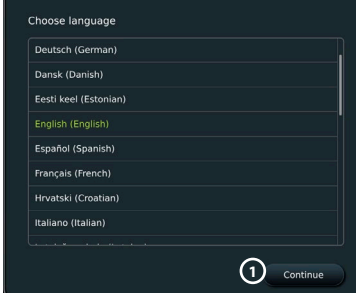 Choose language
Deutsch (German)
Dansk (Danish)
Eesti keel (Estonian)
English (English)
Español (Spanish)
Français (French)
Hrvatski (Croatian)
Italiano (Italian)
1
Continue